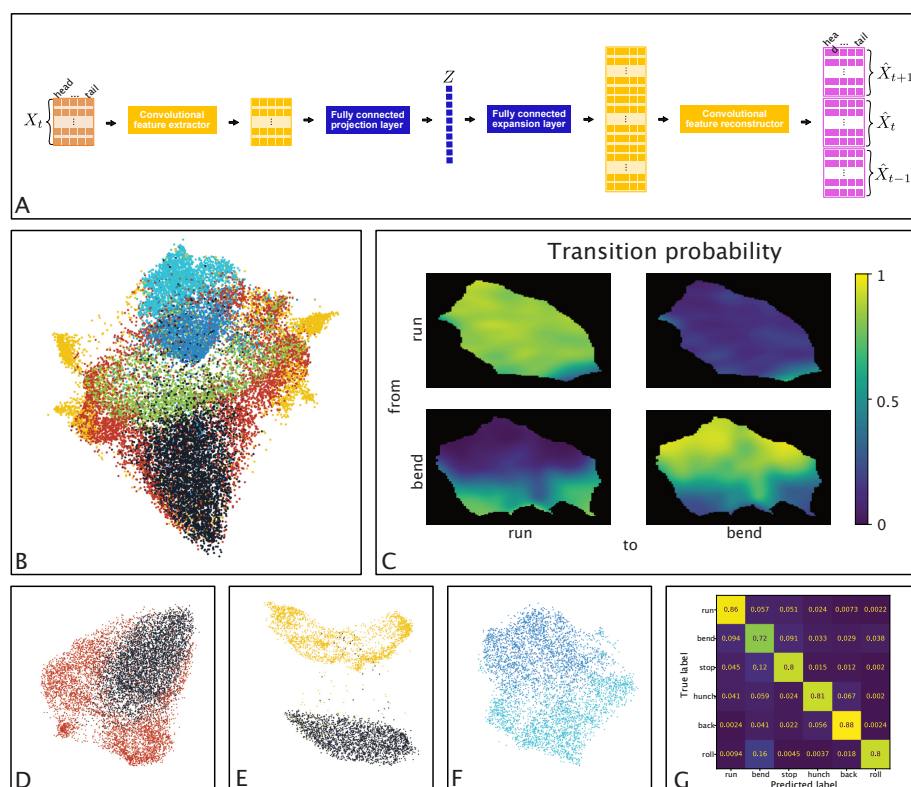 head ... tail
X_t
Convolutional
feature extractor
Fully connected
projection layer
Z
Fully connected
expansion layer
Convolutional
feature reconstructor
hea
d ... tail
X̂_{t+1}
X̂_t
X̂_{t-1}
A
B
Transition probability
from
run
bend
run
bend
to
1
0.5
0
C
D
E
F
True label
run 0.86 0.057 0.051 0.024 0.0073 0.0022
bend 0.094 0.72 0.091 0.033 0.029 0.038
stop 0.045 0.12 0.8 0.015 0.012 0.002
hunch 0.041 0.059 0.024 0.81 0.067 0.002
back 0.0024 0.041 0.022 0.056 0.88 0.0024
roll 0.0094 0.16 0.0045 0.0037 0.018 0.8
run bend stop hunch back roll
Predicted label
G